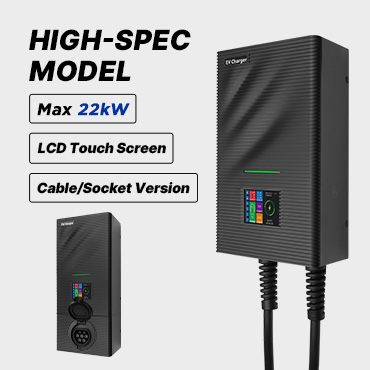 HIGH-SPEC
MODEL
Max 22kW
LCD Touch Screen
Cable/Socket Version
EV Charger